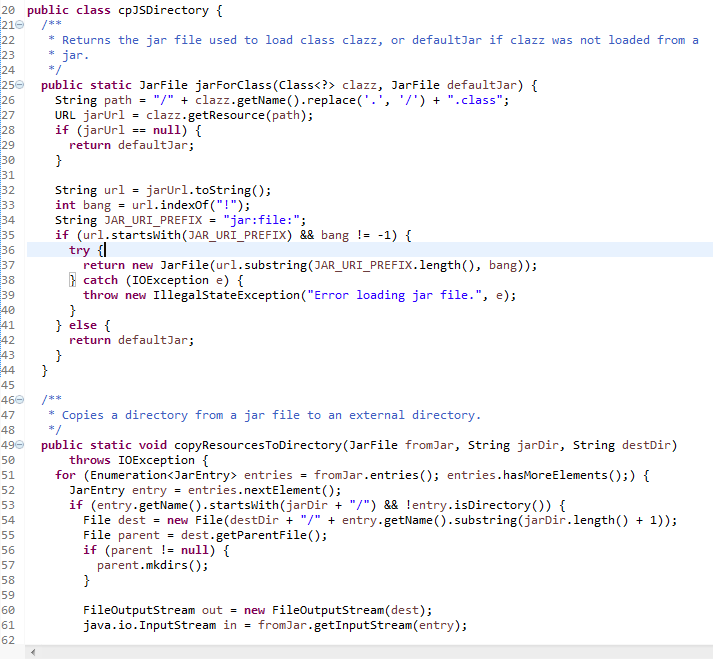 20 public class cpJSDirectory {
21 /**
22 * Returns the jar file used to load class clazz, or defaultJar if clazz was not loaded from a
23 * jar.
24 */
25 public static JarFile jarForClass(Class<?> clazz, JarFile defaultJar) {
26 String path = "/" + clazz.getName().replace('.', '/') + ".class";
27 URL jarUrl = clazz.getResource(path);
28 if (jarUrl == null) {
29 return defaultJar;
30 }
31
32 String url = jarUrl.toString();
33 int bang = url.indexOf("!");
34 String JAR_URI_PREFIX = "jar:file:";
35 if (url.startsWith(JAR_URI_PREFIX) && bang != -1) {
36 try {
37 return new JarFile(url.substring(JAR_URI_PREFIX.length(), bang));
38 } catch (IOException e) {
39 throw new IllegalStateException("Error loading jar file.", e);
40 }
41 } else {
42 return defaultJar;
43 }
44 }
45
46 /**
47 * Copies a directory from a jar file to an external directory.
48 */
49 public static void copyResourcesToDirectory(JarFile fromJar, String jarDir, String destDir)
50 throws IOException {
51 for (Enumeration<JarEntry> entries = fromJar.entries(); entries.hasMoreElements();) {
52 JarEntry entry = entries.nextElement();
53 if (entry.getName().startsWith(jarDir + "/") && !entry.isDirectory()) {
54 File dest = new File(destDir + "/" + entry.getName().substring(jarDir.length() + 1));
55 File parent = dest.getParentFile();
56 if (parent != null) {
57 parent.mkdirs();
58 }
59
60 FileOutputStream out = new FileOutputStream(dest);
61 java.io.InputStream in = fromJar.getInputStream(entry);
62